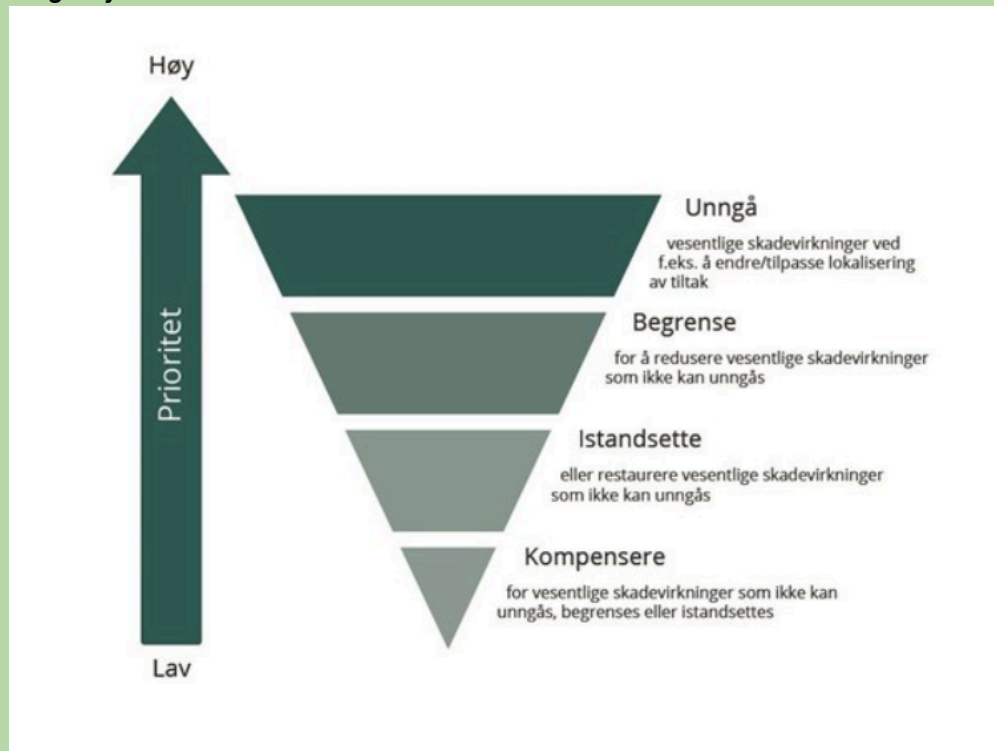 Høy
Prioritet
Unngå
vesentlige skadevirkninger ved
f.eks. å endre/tilpasse lokalisering
av tiltak
Begrense
for å redusere vesentlige skadevirkninger
som ikke kan unngås
Istandsette
eller restaurere vesentlige skadevirkninger
som ikke kan unngås
Kompensere
for vesentlige skadevirkninger som ikke kan
unngås, begrenses eller istandsettes
Lav